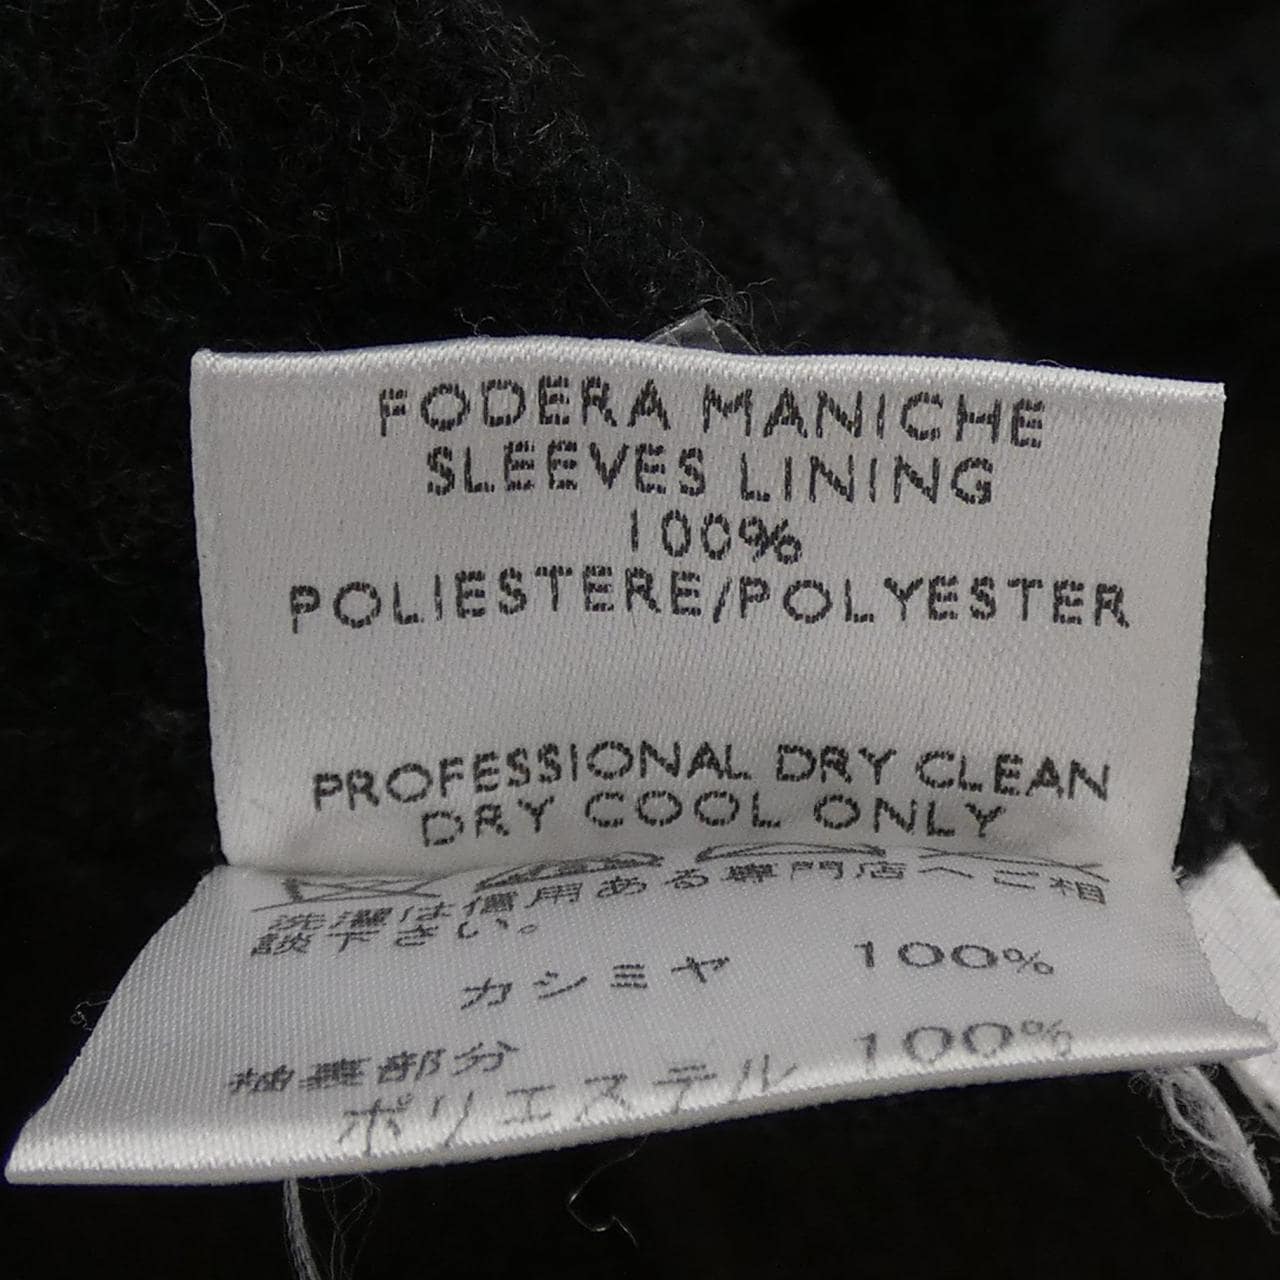 FODERA MANICHE
SLEEVES LINING
100%
POLIESTERE/POLYESTER
PROFESSIONAL DRY CLEAN
DRY COOL ONLY
洗濯は信用ある専門店へご相
談下さい。
カシミヤ 100%
袖裏部分
ポリエステル 100%